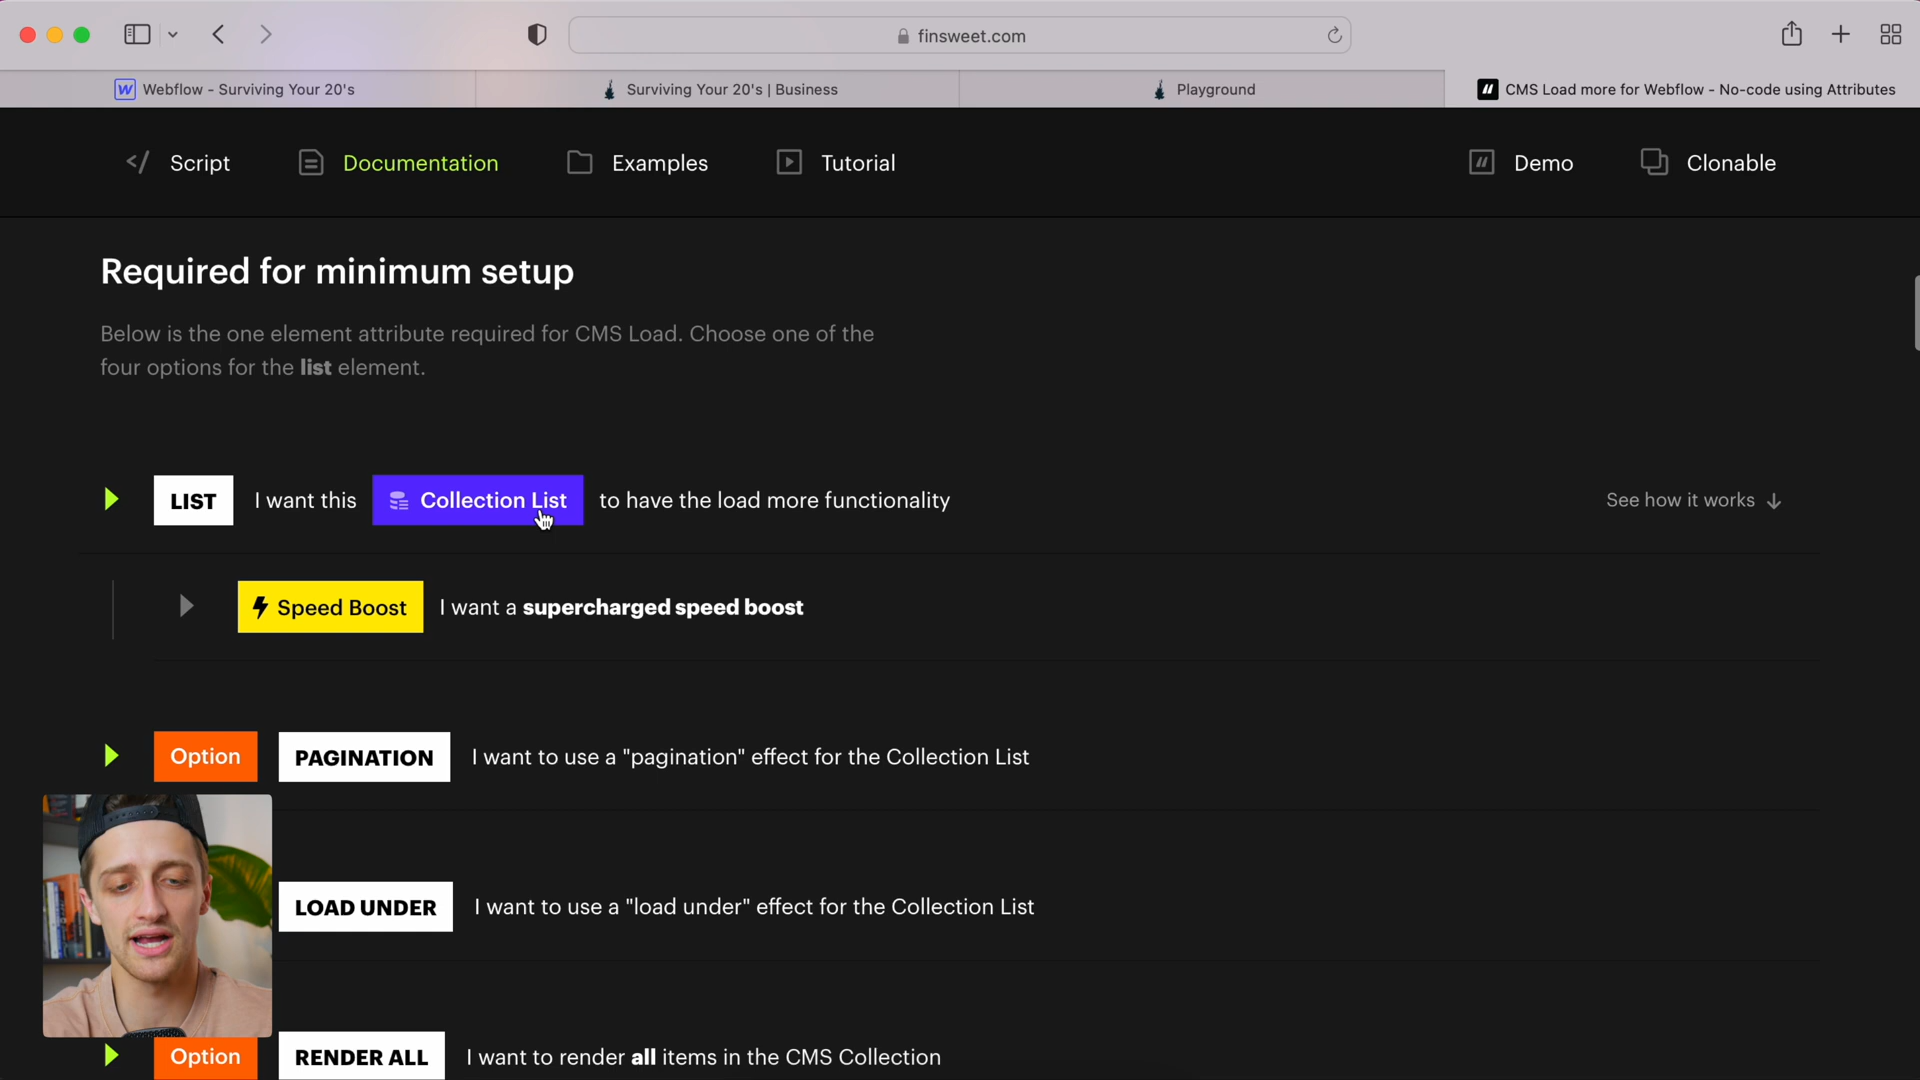 finsweet.com
Webflow - Surviving Your 20's
Surviving Your 20's | Business
Playground
CMS Load more for Webflow - No-code using Attributes
</> Script
Documentation
Examples
Tutorial
Demo
Clonable
Required for minimum setup
Below is the one element attribute required for CMS Load. Choose one of the
four options for the list element.
LIST I want this Collection List to have the load more functionality
See how it works ↓
Speed Boost I want a supercharged speed boost
Option PAGINATION I want to use a "pagination" effect for the Collection List
LOAD UNDER I want to use a "load under" effect for the Collection List
Option RENDER ALL I want to render all items in the CMS Collection